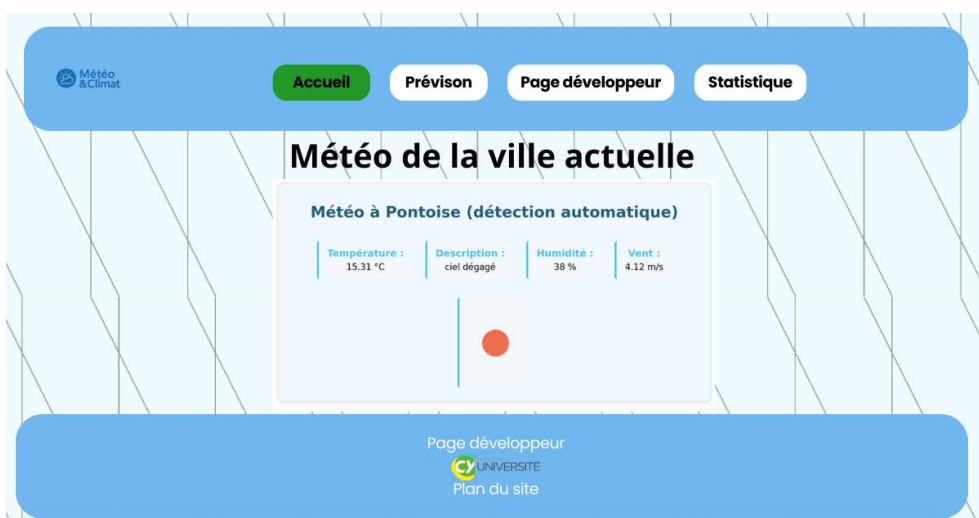 Météo
&Climat
Accueil
Prévison
Page développeur
Statistique
Météo de la ville actuelle
Météo à Pontoise (détection automatique)
Température :
15.31 °C
Description :
ciel dégagé
Humidité :
38 %
Vent :
4.12 m/s
Page développeur
CY UNIVERSITÉ
Plan du site